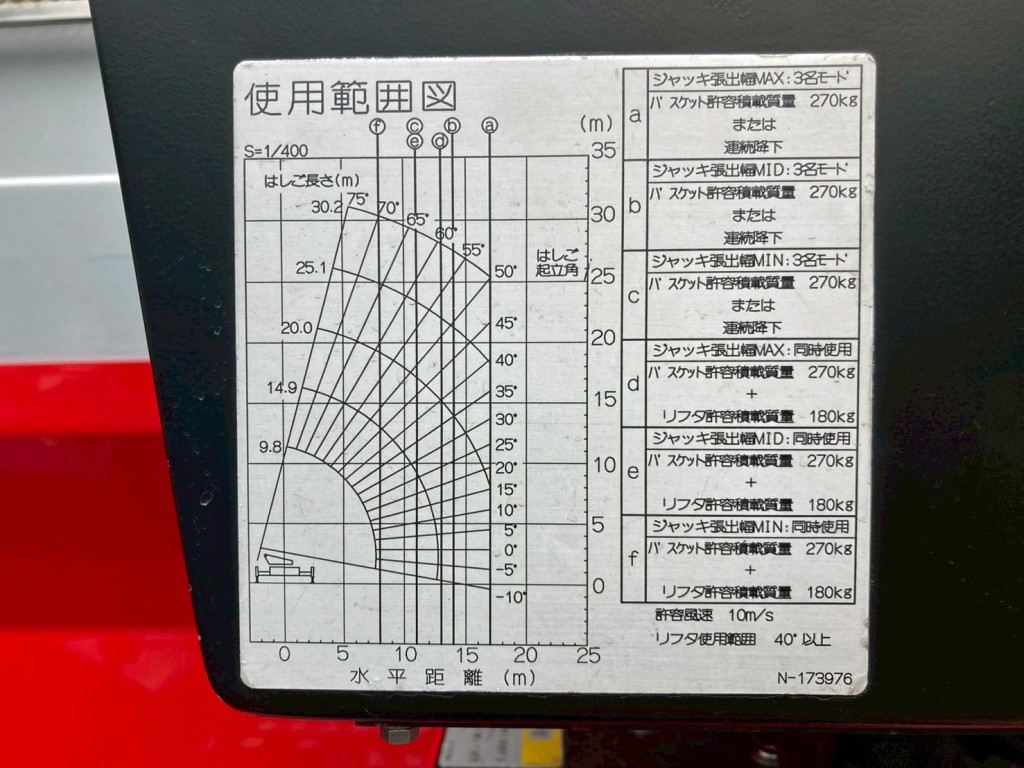 使用範囲図
ⓕ ⓒ ⓑ ⓐ
ⓔ ⓓ
(m)
S=1/400
はしご長さ(m)
はしご
起立角
30.2
25.1
20.0
14.9
9.8
75°
70°
65°
60°
55°
50°
45°
40°
35°
30°
25°
20°
15°
10°
5°
0°
-5°
-10°
35
30
25
20
15
10
5
0
0 5 10 15 20 25
水平距離 (m)
a
ジャッキ張出幅MAX:3名モード
バスケット許容積載質量 270kg
または
連続降下
b
ジャッキ張出幅MID:3名モード
バスケット許容積載質量 270kg
または
連続降下
c
ジャッキ張出幅MIN:3名モード
バスケット許容積載質量 270kg
または
連続降下
d
ジャッキ張出幅MAX:同時使用
バスケット許容積載質量 270kg
+
リフタ許容積載質量 180kg
e
ジャッキ張出幅MID:同時使用
バスケット許容積載質量 270kg
+
リフタ許容積載質量 180kg
f
ジャッキ張出幅MIN:同時使用
バスケット許容積載質量 270kg
+
リフタ許容積載質量 180kg
許容風速 10m/s
リフタ使用範囲 40°以上
N-173976